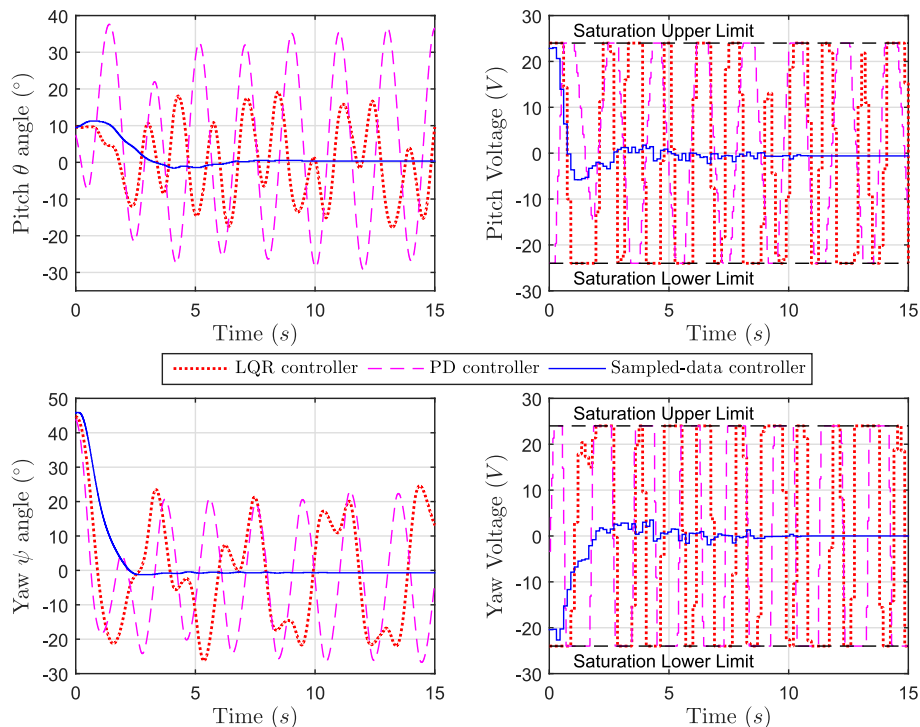 40
30
20
10
0
-10
-20
-30
Pitch θ angle (°)
0 5 10 15
Time (s)
Saturation Upper Limit
30
20
10
0
-10
-20
-30
Pitch Voltage (V)
Saturation Lower Limit
0 5 10 15
Time (s)
LQR controller PD controller Sampled-data controller
50
40
30
20
10
0
-10
-20
-30
Yaw ψ angle (°)
0 5 10 15
Time (s)
Saturation Upper Limit
30
20
10
0
-10
-20
-30
Yaw Voltage (V)
Saturation Lower Limit
0 5 10 15
Time (s)